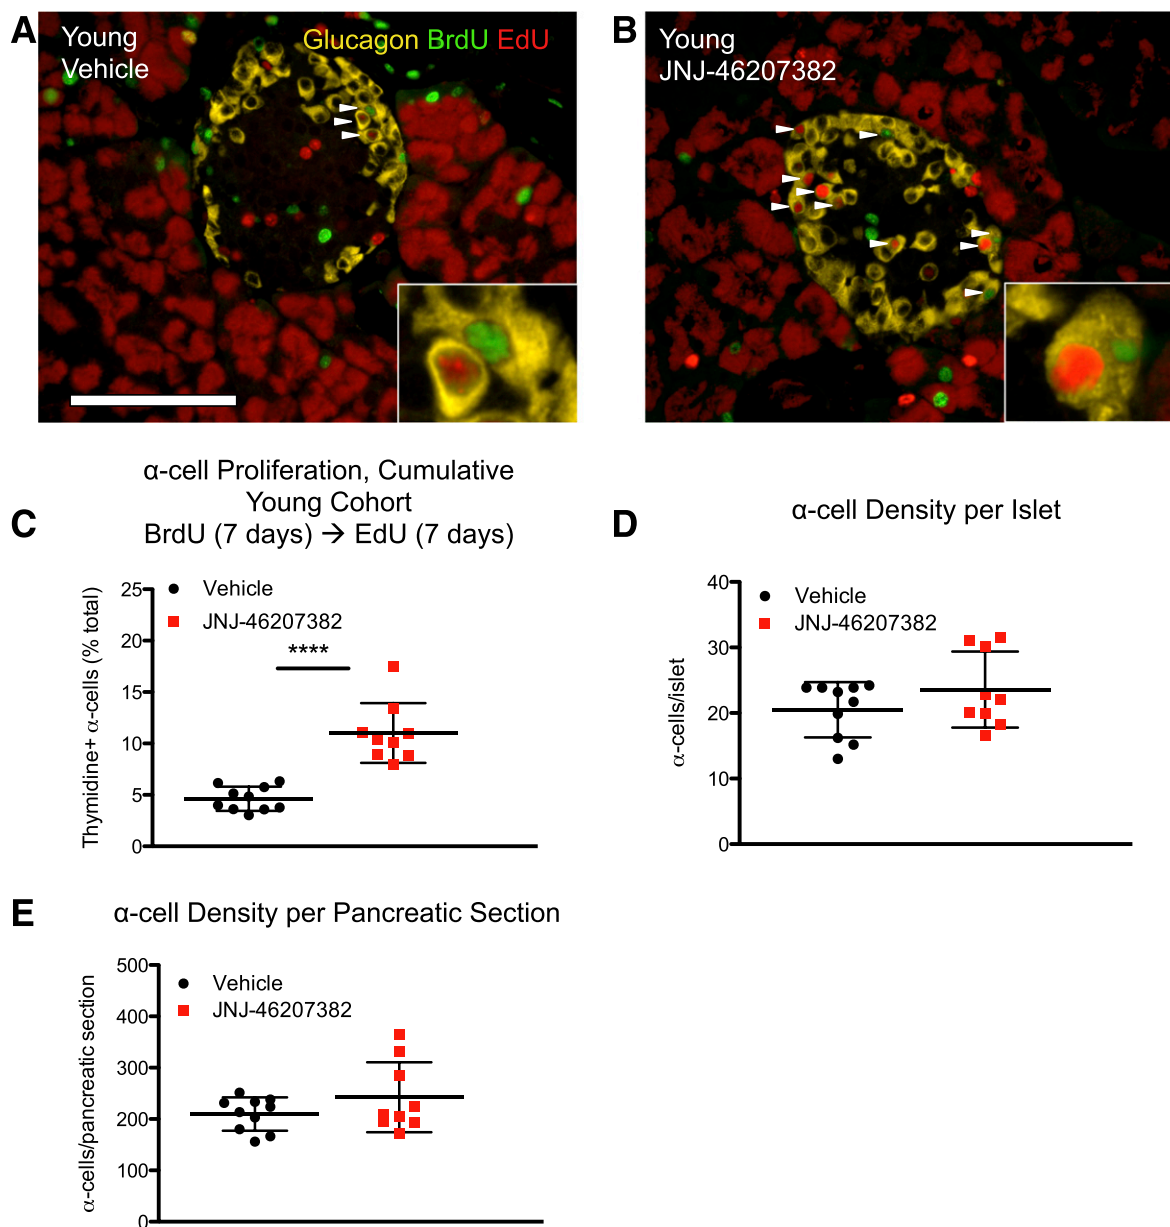 A
Young
Vehicle
Glucagon BrdU EdU
B
Young
JNJ-46207382
C
α-cell Proliferation, Cumulative
Young Cohort
BrdU (7 days) → EdU (7 days)
Thymidine+ α-cells (% total)
25
20
15
10
5
0
Vehicle
JNJ-46207382
****
D
α-cell Density per Islet
α-cells/islet
40
30
20
10
0
Vehicle
JNJ-46207382
E
α-cell Density per Pancreatic Section
α-cells/pancreatic section
500
400
300
200
100
0
Vehicle
JNJ-46207382